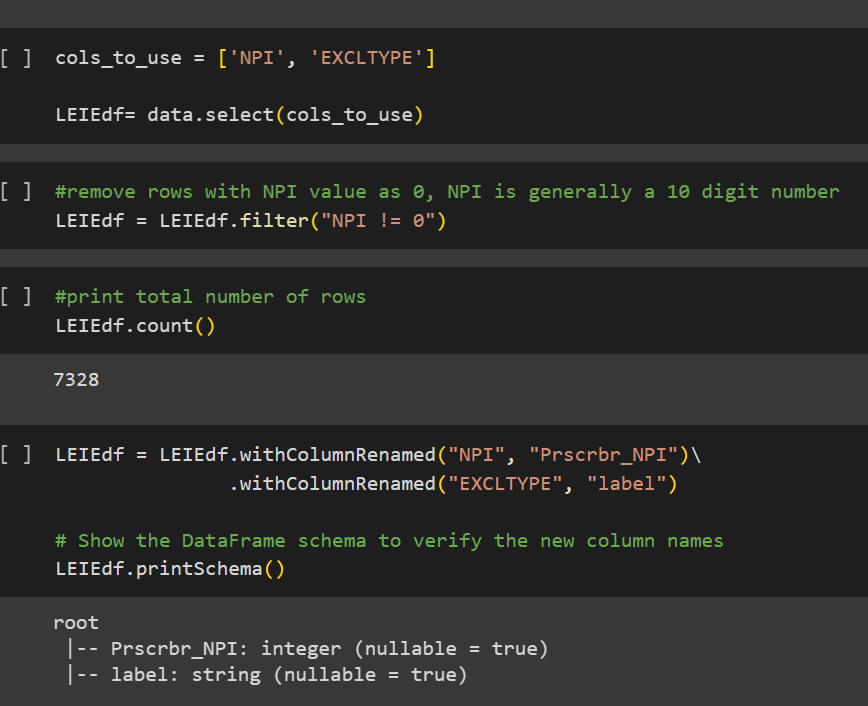 [ ] cols_to_use = ['NPI', 'EXCLTYPE']
LEIEdf= data.select(cols_to_use)
[ ] #remove rows with NPI value as 0, NPI is generally a 10 digit number
LEIEdf = LEIEdf.filter("NPI != 0")
[ ] #print total number of rows
LEIEdf.count()
7328
[ ] LEIEdf = LEIEdf.withColumnRenamed("NPI", "Prscrbr_NPI")\
.withColumnRenamed("EXCLTYPE", "label")
# Show the DataFrame schema to verify the new column names
LEIEdf.printSchema()
root
|-- Prscrbr_NPI: integer (nullable = true)
|-- label: string (nullable = true)